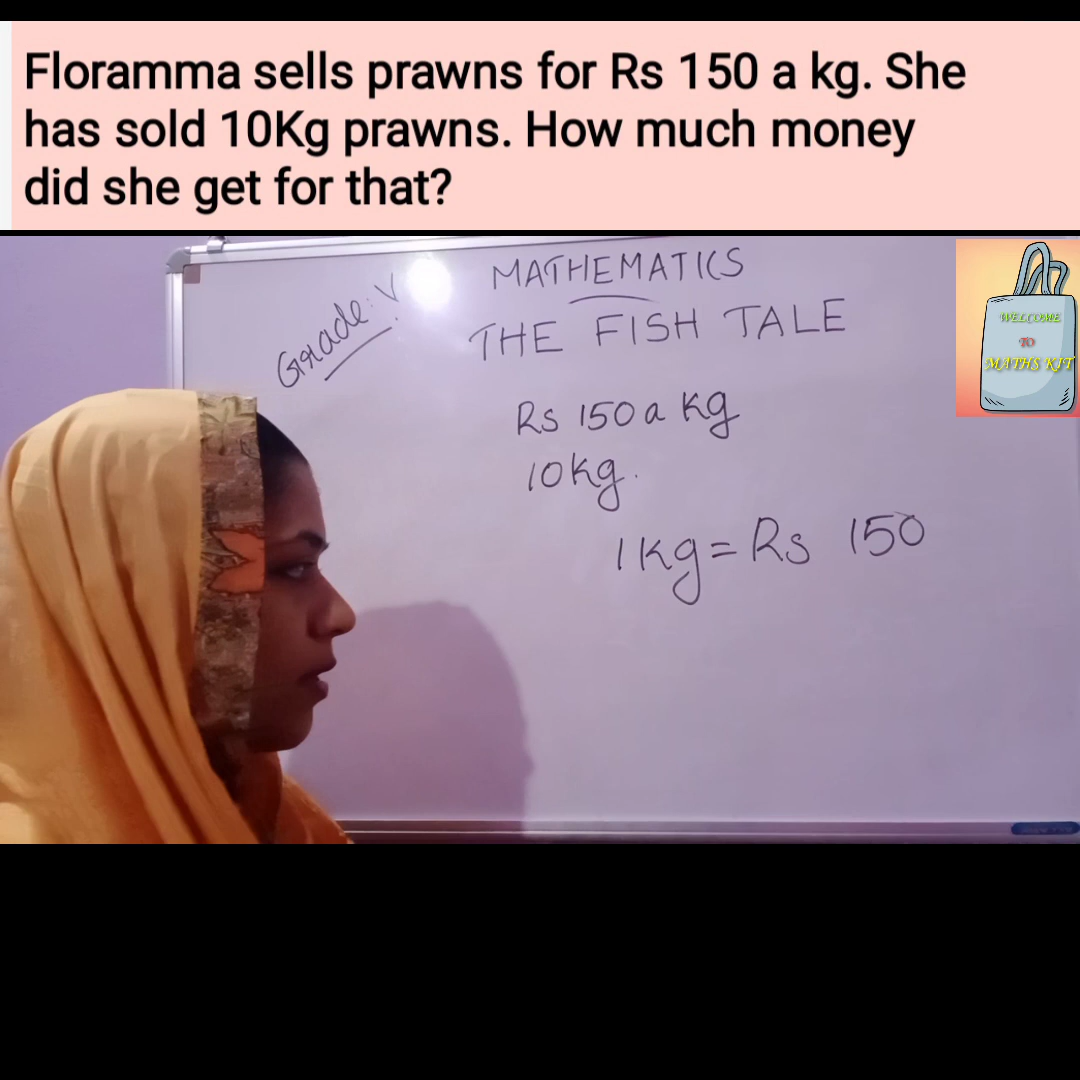 Floramma sells prawns for Rs 150 a kg. She
has sold 10Kg prawns. How much money
did she get for that?
Grade: V
MATHEMATICS
THE FISH TALE
WELCOME
TO
MATHS KIT
Rs 150 a Kg
10Kg.
1Kg = Rs 150